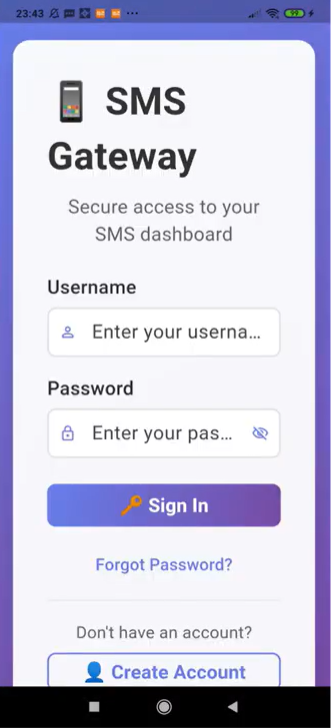 23:43
99
SMS
Gateway
Secure access to your
SMS dashboard
Username
Enter your userna...
Password
Enter your pas...
Sign In
Forgot Password?
Don't have an account?
Create Account